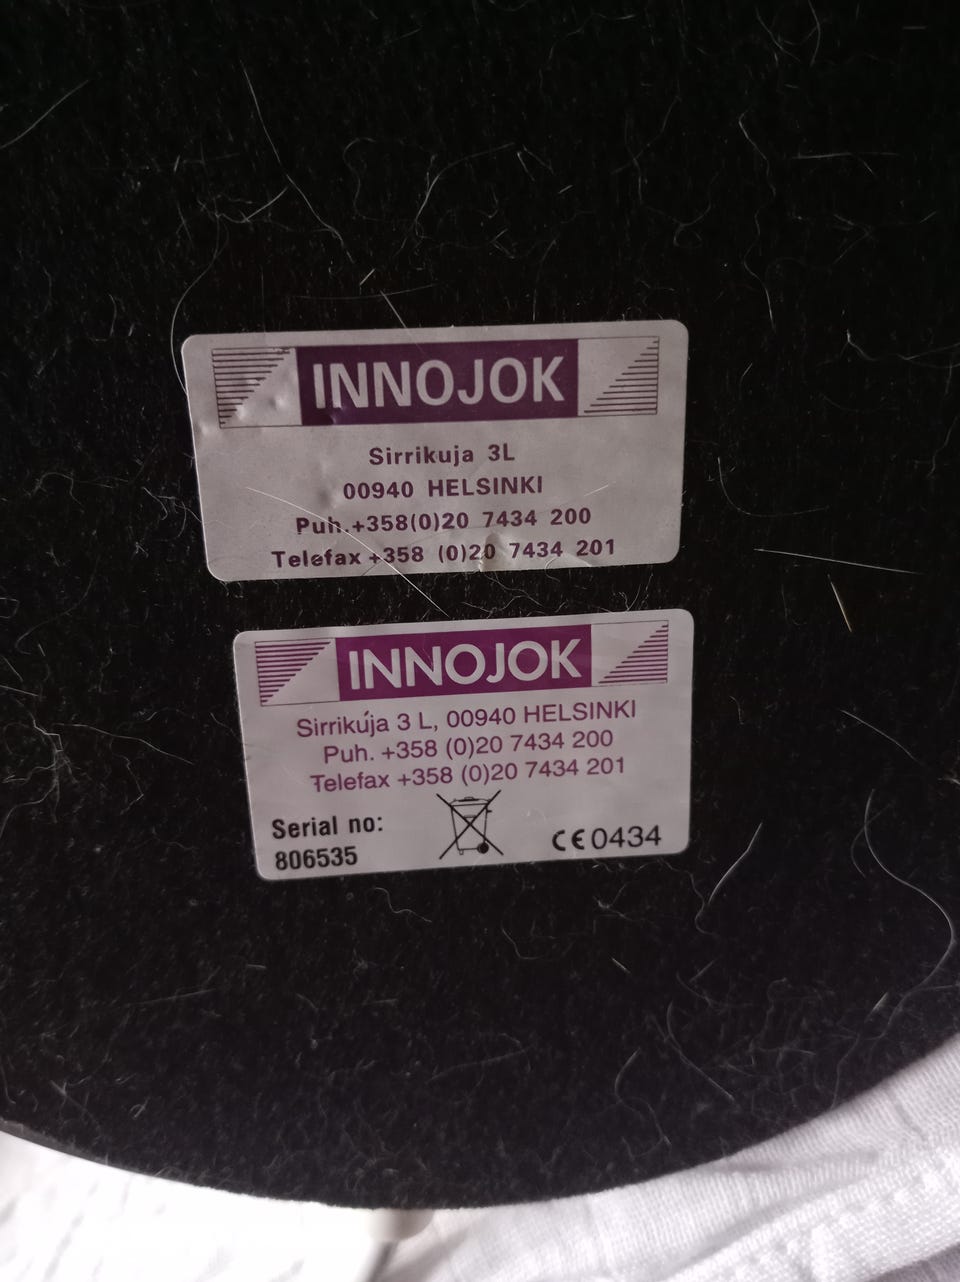 INNOJOK
Sirrikuja 3L
00940 HELSINKI
Puh.+358(0)20 7434 200
Telefax +358 (0)20 7434 201
INNOJOK
Sirrikuja 3 L, 00940 HELSINKI
Puh. +358 (0)20 7434 200
Telefax +358 (0)20 7434 201
Serial no:
806535
CE0434